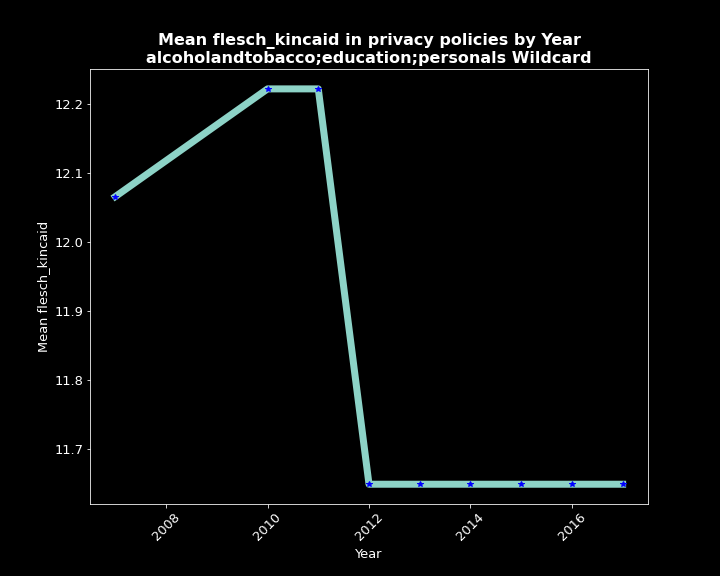 Mean flesch_kincaid in privacy policies by Year
alcoholandtobacco;education;personals Wildcard
12.2
12.1
12.0
11.9
11.8
11.7
Mean flesch_kincaid
2008
2010
2012
2014
2016
Year